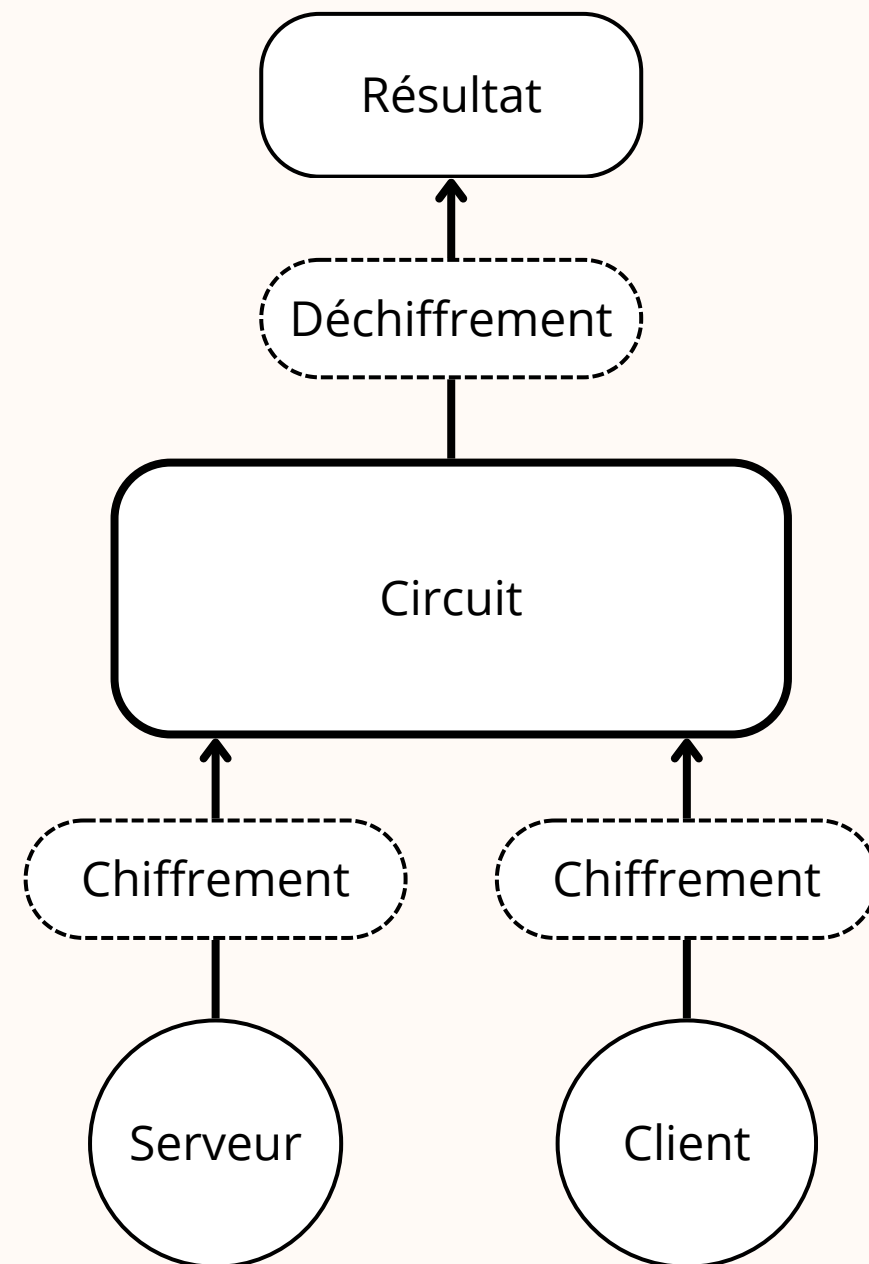 Résultat
Déchiffrement
Circuit
Chiffrement
Chiffrement
Serveur
Client